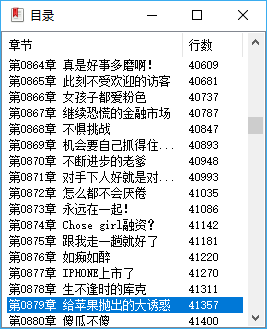 目录
章节 行数
第0864章 真是好事多磨啊! 40609
第0865章 此刻不受欢迎的访客 40681
第0866章 女孩子都爱粉色 40737
第0867章 继续恐慌的金融市场 40787
第0868章 不惧挑战 40847
第0869章 机会要自己抓得住... 40893
第0870章 不断进步的老爹 40948
第0871章 对手下人好就是对... 40993
第0872章 怎么都不会厌倦 41035
第0873章 永远在一起! 41086
第0874章 Chose girl融资? 41142
第0875章 跟我走一趟就好了 41181
第0876章 如痴如醉 41220
第0877章 IPHONE上市了 41270
第0878章 生不逢时的库克 41311
第0879章 给苹果抛出的大诱惑 41357
第0880章 傻瓜不傻 41400